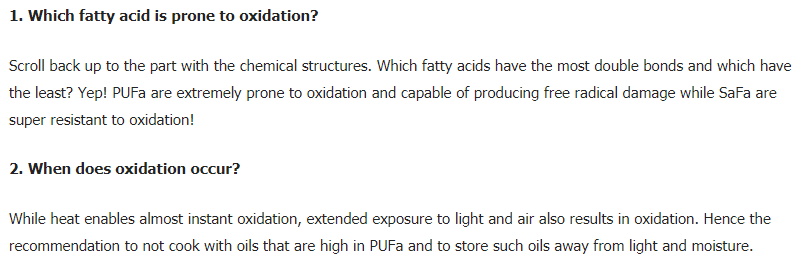 1. Which fatty acid is prone to oxidation?
Scroll back up to the part with the chemical structures. Which fatty acids have the most double bonds and which have
the least? Yep! PUFa are extremely prone to oxidation and capable of producing free radical damage while SaFa are
super resistant to oxidation!
2. When does oxidation occur?
While heat enables almost instant oxidation, extended exposure to light and air also results in oxidation. Hence the
recommendation to not cook with oils that are high in PUFa and to store such oils away from light and moisture.